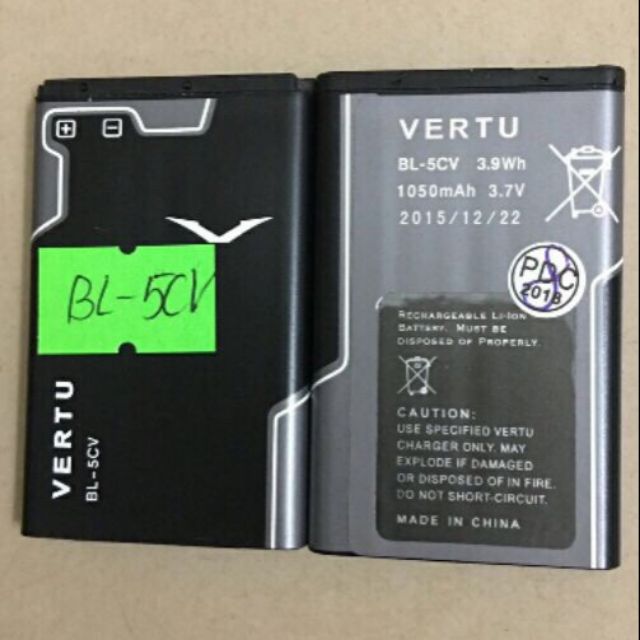 BL-5CV
VERTU
BL-5CV
VERTU
BL-5CV 3.9Wh
1050mAh 3.7V
2015/12/22
PDC
2018
RECHARGEABLE LI-ION
BATTERY. MUST BE
DISPOSED OF PROPERLY.
CAUTION:
USE SPECIFIED VERTU
CHARGER ONLY. MAY
EXPLODE IF DAMAGED
OR DISPOSED OF IN FIRE.
DO NOT SHORT-CIRCUIT.
MADE IN CHINA